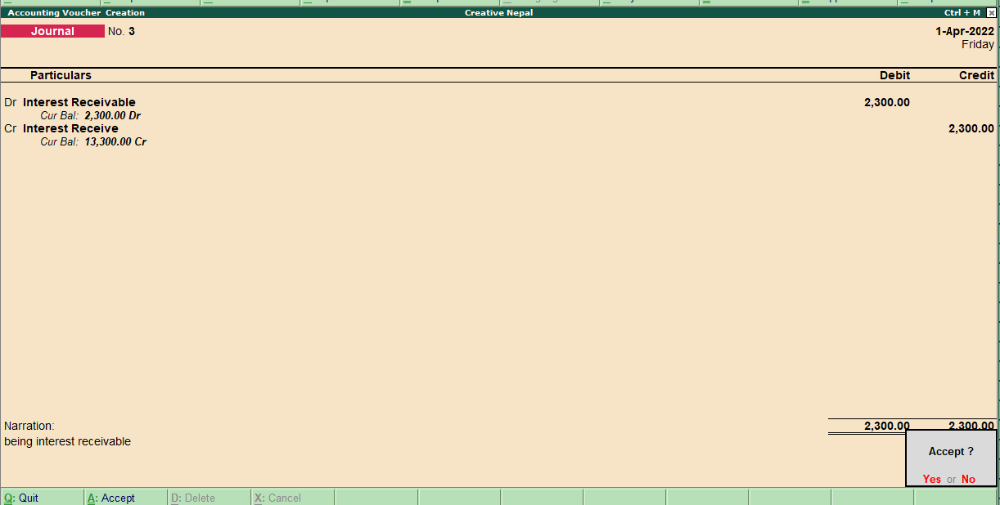 Accounting Voucher Creation Creative Nepal Ctrl + M
Journal No. 3 1-Apr-2022
Friday
Particulars Debit Credit
Dr Interest Receivable 2,300.00
Cur Bal: 2,300.00 Dr
Cr Interest Receive 2,300.00
Cur Bal: 13,300.00 Cr
Narration: 2,300.00 2,300.00
being interest receivable
Accept ?
Yes or No
Q: Quit A: Accept D: Delete X: Cancel